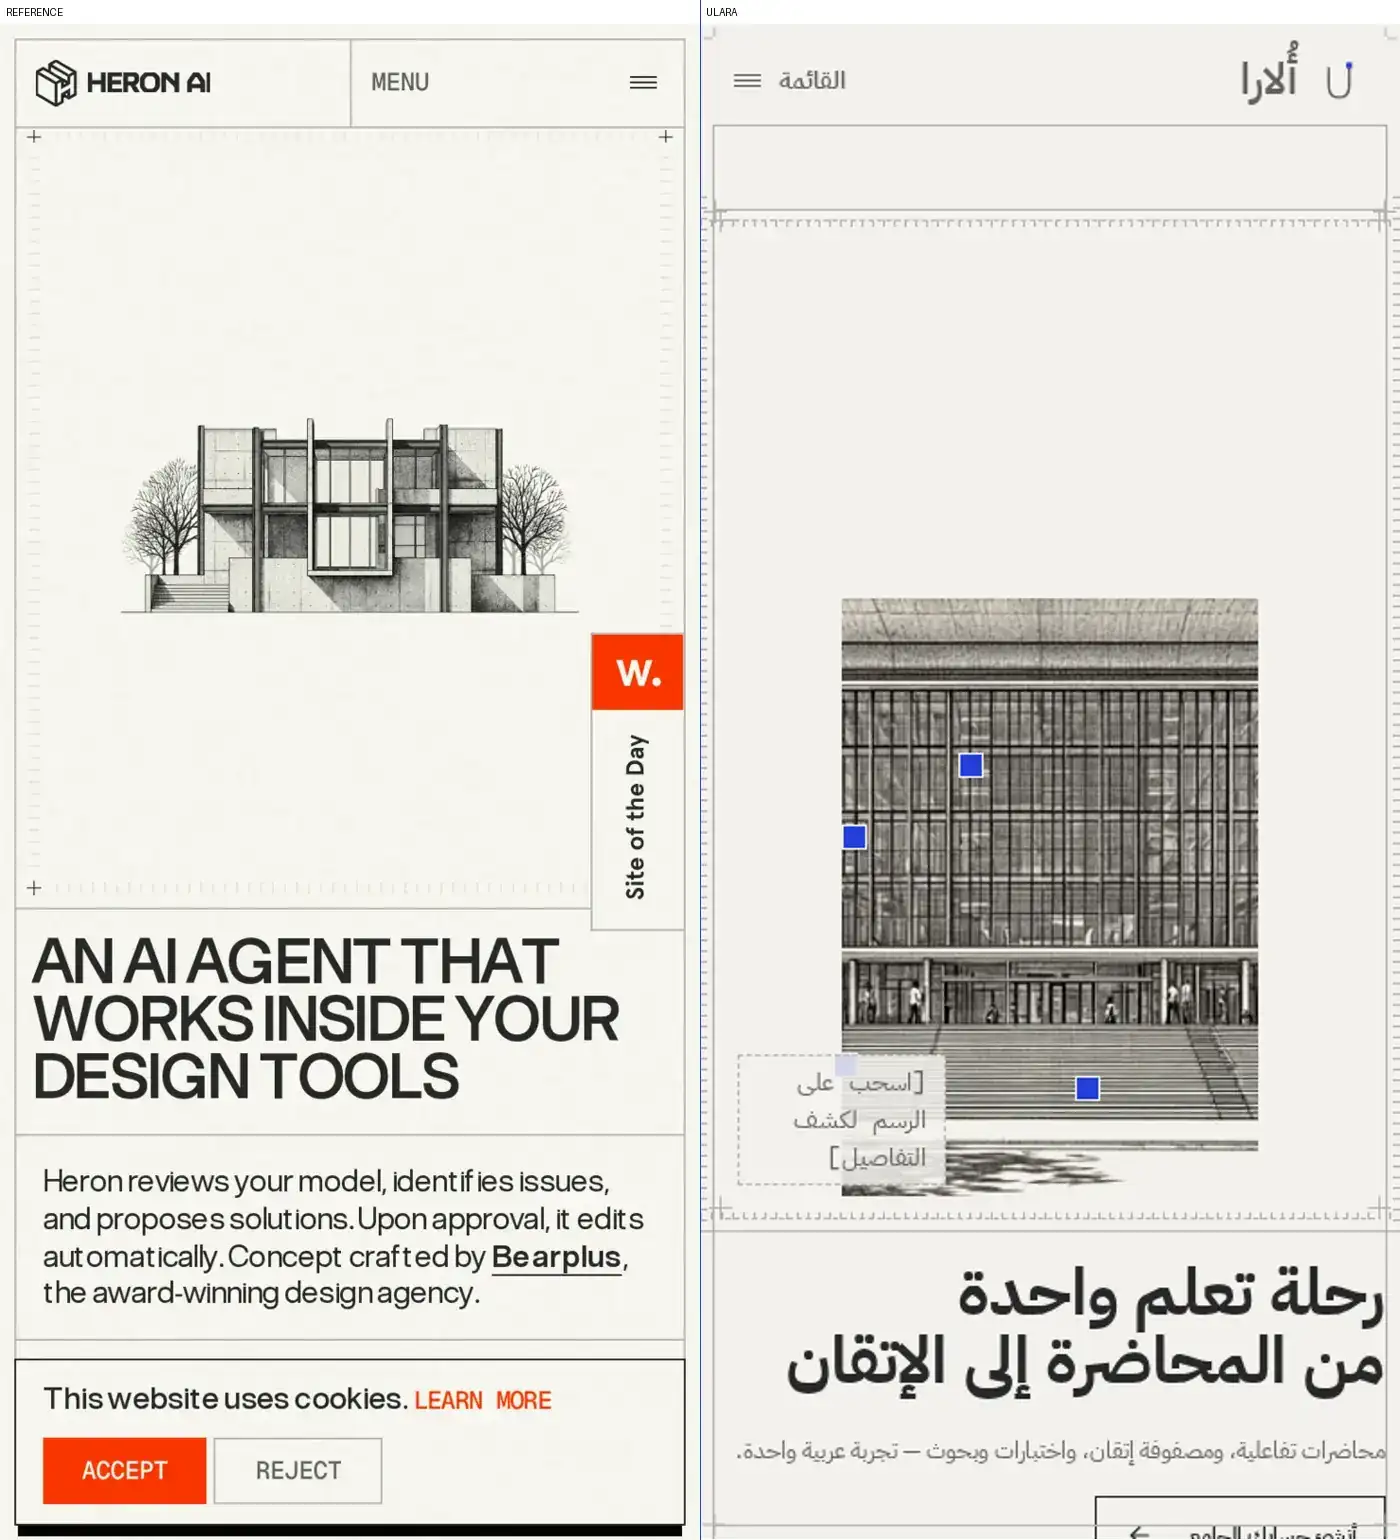 REFERENCE
HERON AI
MENU
W.
Site of the Day
AN AI AGENT THAT
WORKS INSIDE YOUR
DESIGN TOOLS
Heron reviews your model, identifies issues,
and proposes solutions. Upon approval, it edits
automatically. Concept crafted by Bearplus,
the award-winning design agency.
This website uses cookies. LEARN MORE
ACCEPT
REJECT
ULARA
القائمة
ألارا
[اسحب على
الرسم لكشف
التفاصيل]
رحلة تعلم واحدة
من المحاضرة إلى الإتقان
محاضرات تفاعلية، ومصفوفة إتقان، واختبارات وبحوث — تجربة عربية واحدة.